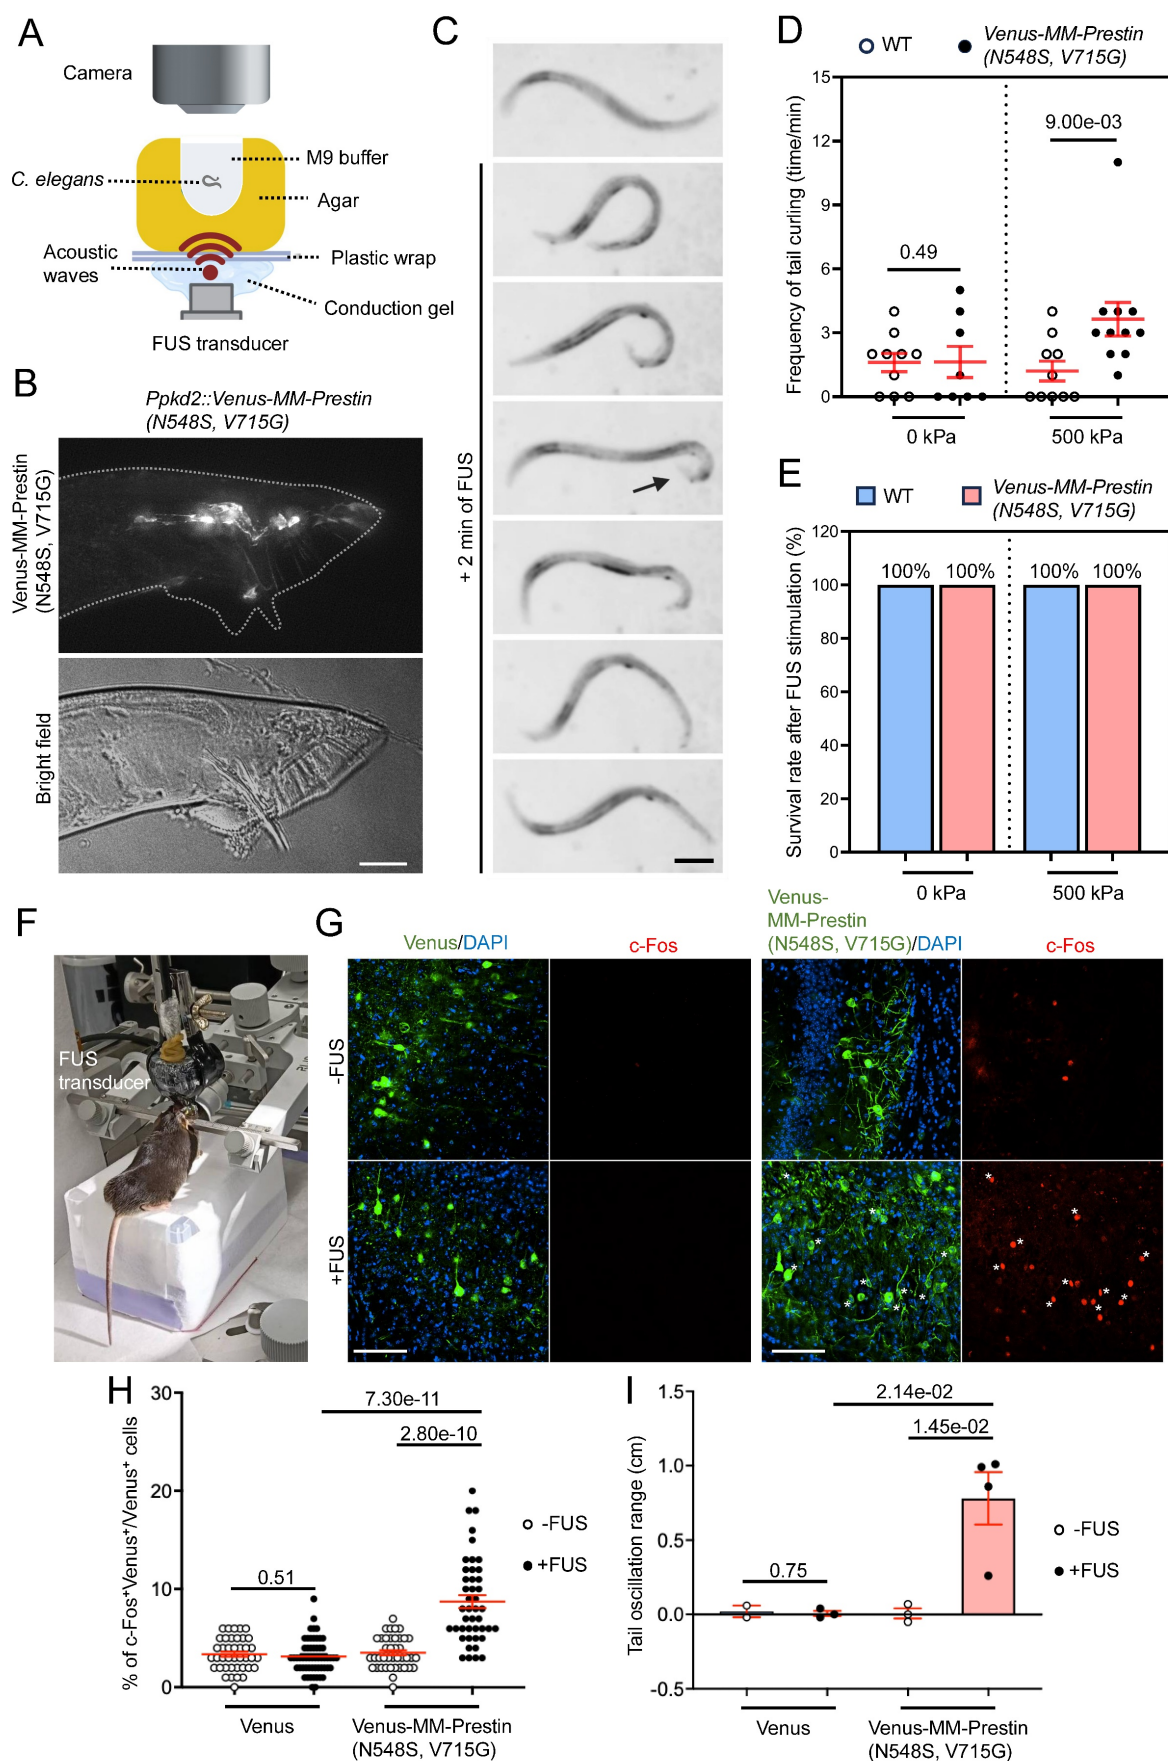 A
Camera
M9 buffer
C. elegans
Agar
Acoustic
waves
Plastic wrap
Conduction gel
FUS transducer
B
Ppkd2::Venus-MM-Prestin
(N548S, V715G)
Venus-MM-Prestin
(N548S, V715G)
Bright field
C
+ 2 min of FUS
D
WT
Venus-MM-Prestin
(N548S, V715G)
Frequency of tail curling (time/min)
15
12
9
6
3
0
0.49
9.00e-03
0 kPa
500 kPa
E
WT
Venus-MM-Prestin
(N548S, V715G)
Survival rate after FUS stimulation (%)
120
100
80
60
40
20
0
100%
100%
100%
100%
0 kPa
500 kPa
F
FUS
transducer
G
Venus/DAPI
c-Fos
Venus-
MM-Prestin
(N548S, V715G)/DAPI
c-Fos
-FUS
+FUS
* * * * * * * * *
* * * * * * * * *
H
% of c-Fos⁺Venus⁺/Venus⁺ cells
30
20
10
0
7.30e-11
2.80e-10
0.51
-FUS
+FUS
Venus
Venus-MM-Prestin
(N548S, V715G)
I
Tail oscillation range (cm)
1.5
1.0
0.5
0.0
-0.5
2.14e-02
1.45e-02
0.75
-FUS
+FUS
Venus
Venus-MM-Prestin
(N548S, V715G)